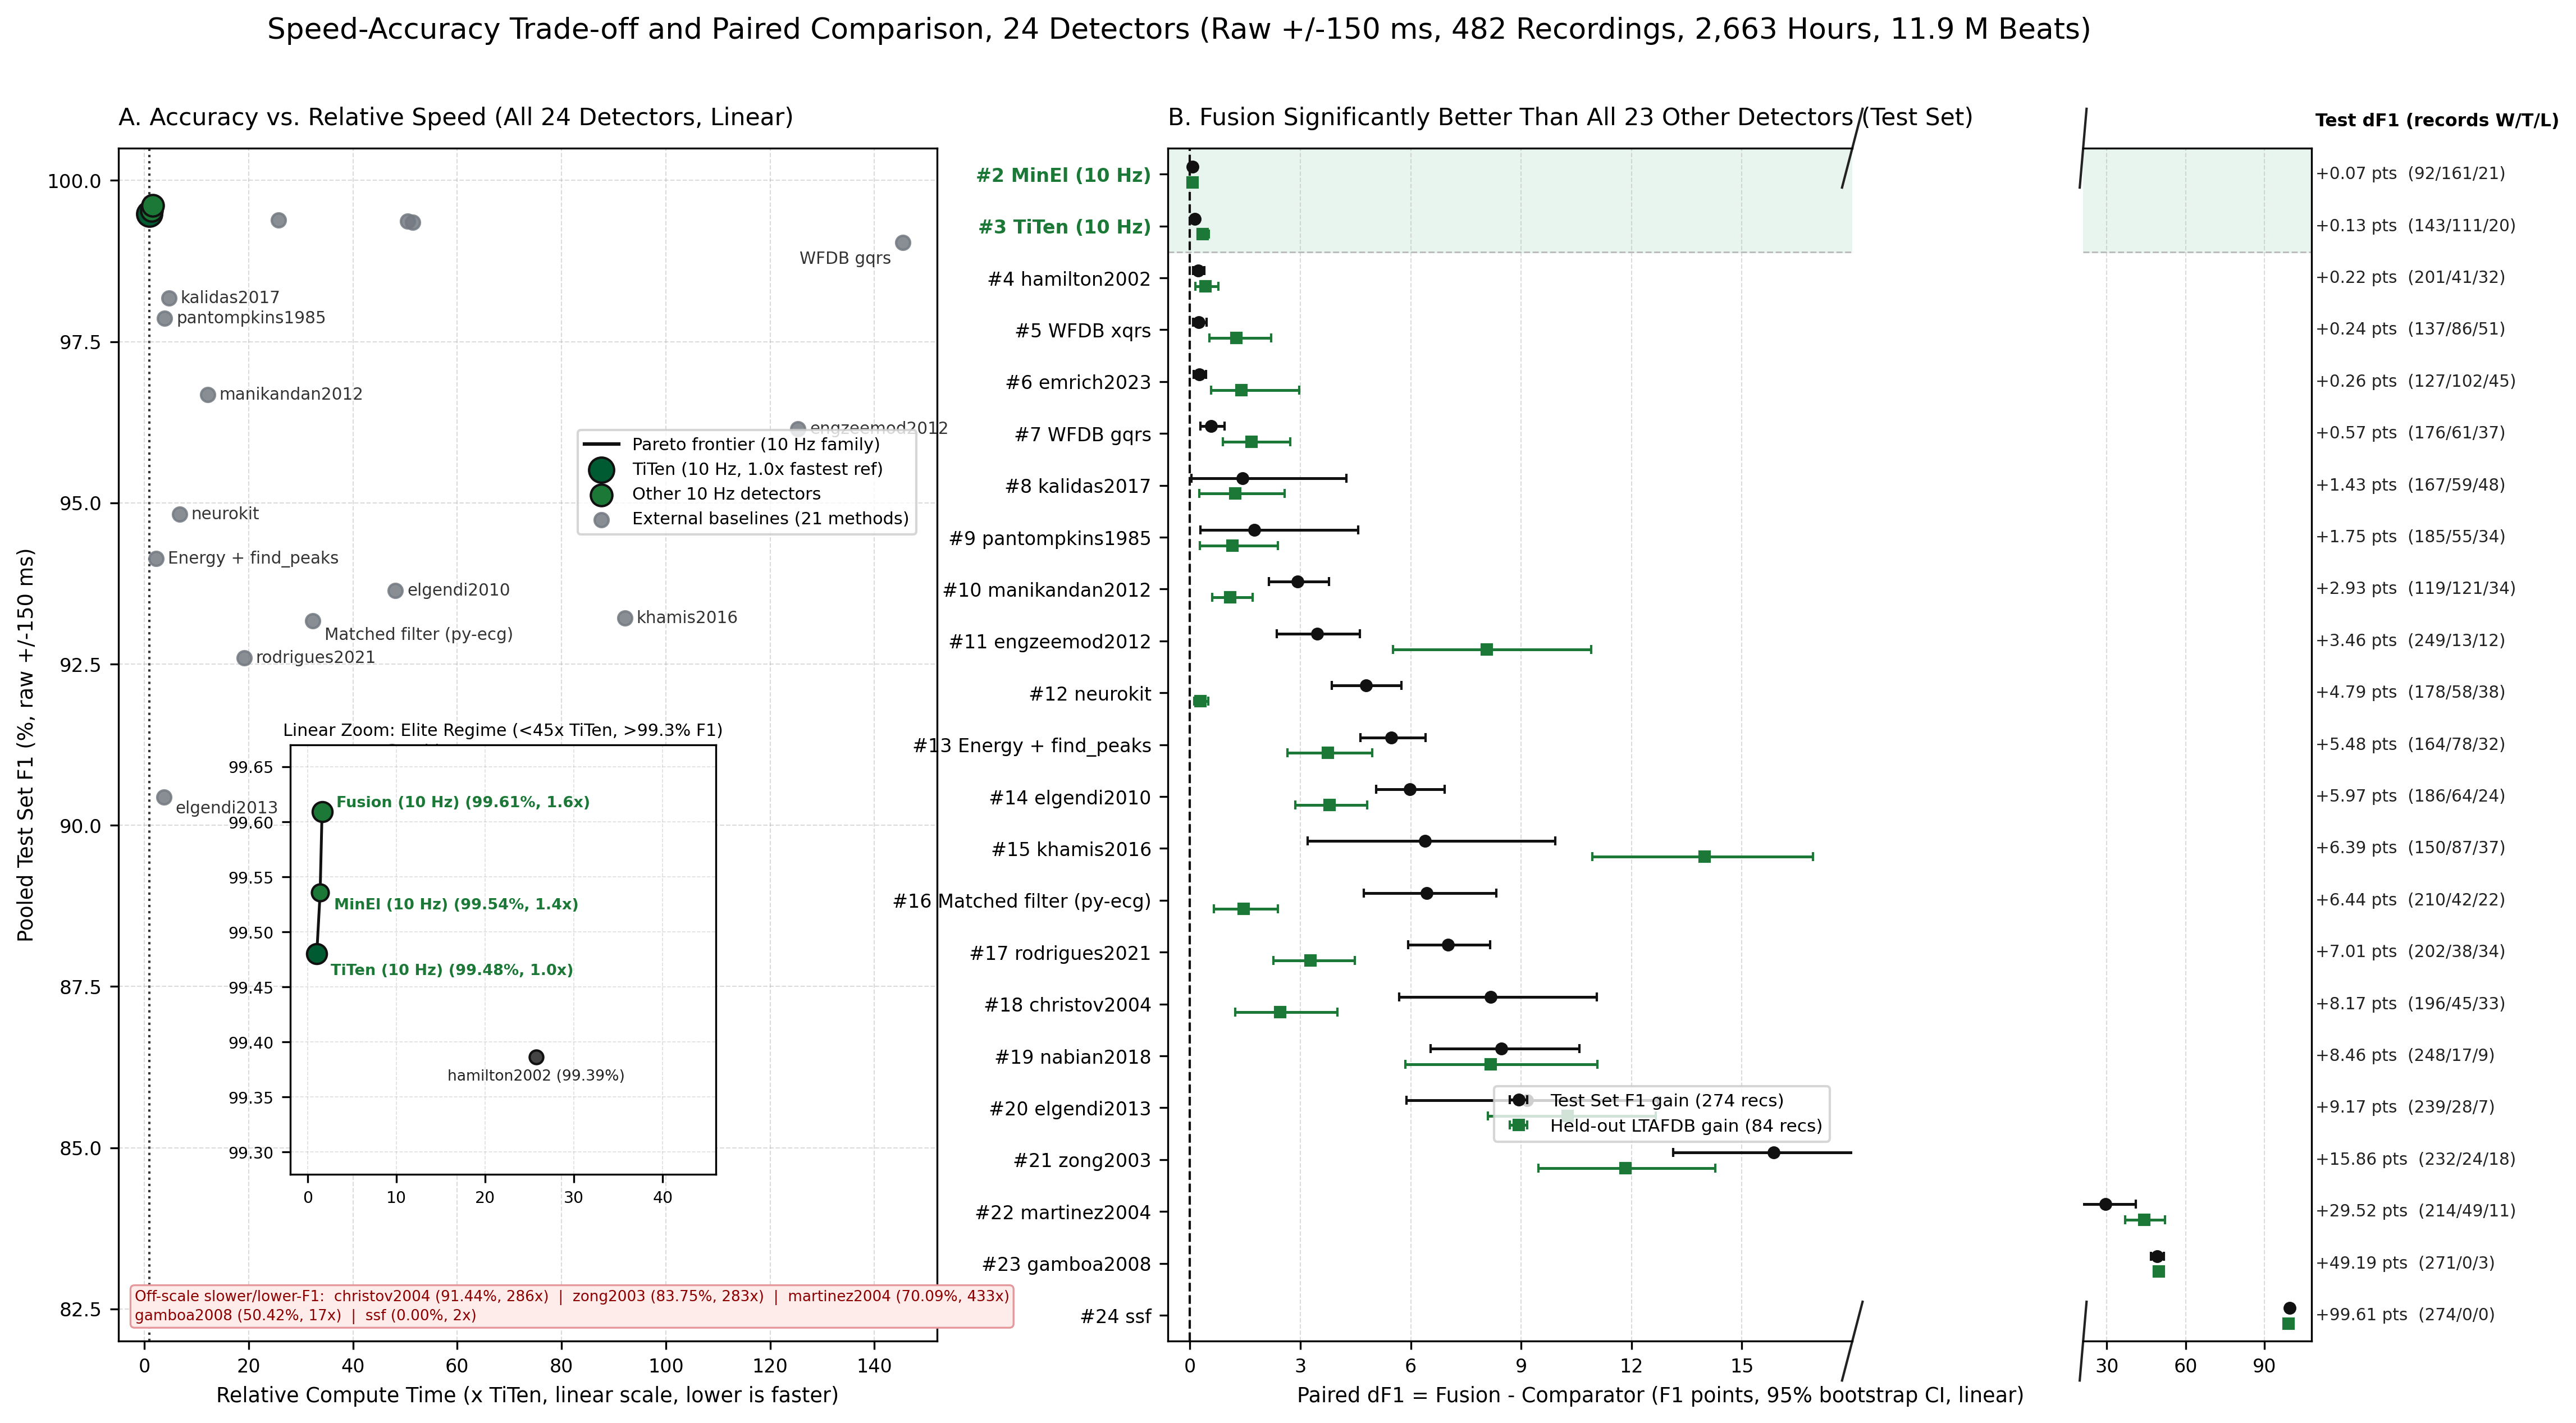 Speed-Accuracy Trade-off and Paired Comparison, 24 Detectors (Raw +/-150 ms, 482 Recordings, 2,663 Hours, 11.9 M Beats)
A. Accuracy vs. Relative Speed (All 24 Detectors, Linear)
Pooled Test Set F1 (%, raw +/-150 ms)
100.0
97.5
95.0
92.5
90.0
87.5
85.0
82.5
WFDB gqrs
kalidas2017
pantompkins1985
manikandan2012
engzeemod2012
Pareto frontier (10 Hz family)
TiTen (10 Hz, 1.0x fastest ref)
Other 10 Hz detectors
External baselines (21 methods)
neurokit
Energy + find_peaks
elgendi2010
khamis2016
Matched filter (py-ecg)
rodrigues2021
elgendi2013
Linear Zoom: Elite Regime (<45x TiTen, >99.3% F1)
99.65
99.60
99.55
99.50
99.45
99.40
99.35
99.30
Fusion (10 Hz) (99.61%, 1.6x)
MinEl (10 Hz) (99.54%, 1.4x)
TiTen (10 Hz) (99.48%, 1.0x)
hamilton2002 (99.39%)
0 10 20 30 40
Off-scale slower/lower-F1: christov2004 (91.44%, 286x) | zong2003 (83.75%, 283x) | martinez2004 (70.09%, 433x)
gamboa2008 (50.42%, 17x) | ssf (0.00%, 2x)
0 20 40 60 80 100 120 140
Relative Compute Time (x TiTen, linear scale, lower is faster)
B. Fusion Significantly Better Than All 23 Other Detectors (Test Set)
Test dF1 (records W/T/L)
#2 MinEl (10 Hz) +0.07 pts (92/161/21)
#3 TiTen (10 Hz) +0.13 pts (143/111/20)
#4 hamilton2002 +0.22 pts (201/41/32)
#5 WFDB xqrs +0.24 pts (137/86/51)
#6 emrich2023 +0.26 pts (127/102/45)
#7 WFDB gqrs +0.57 pts (176/61/37)
#8 kalidas2017 +1.43 pts (167/59/48)
#9 pantompkins1985 +1.75 pts (185/55/34)
#10 manikandan2012 +2.93 pts (119/121/34)
#11 engzeemod2012 +3.46 pts (249/13/12)
#12 neurokit +4.79 pts (178/58/38)
#13 Energy + find_peaks +5.48 pts (164/78/32)
#14 elgendi2010 +5.97 pts (186/64/24)
#15 khamis2016 +6.39 pts (150/87/37)
#16 Matched filter (py-ecg) +6.44 pts (210/42/22)
#17 rodrigues2021 +7.01 pts (202/38/34)
#18 christov2004 +8.17 pts (196/45/33)
#19 nabian2018 +8.46 pts (248/17/9)
#20 elgendi2013 +9.17 pts (239/28/7)
#21 zong2003 +15.86 pts (232/24/18)
#22 martinez2004 +29.52 pts (214/49/11)
#23 gamboa2008 +49.19 pts (271/0/3)
#24 ssf +99.61 pts (274/0/0)
Test Set F1 gain (274 recs)
Held-out LTAFDB gain (84 recs)
0 3 6 9 12 15 30 60 90
Paired dF1 = Fusion - Comparator (F1 points, 95% bootstrap CI, linear)